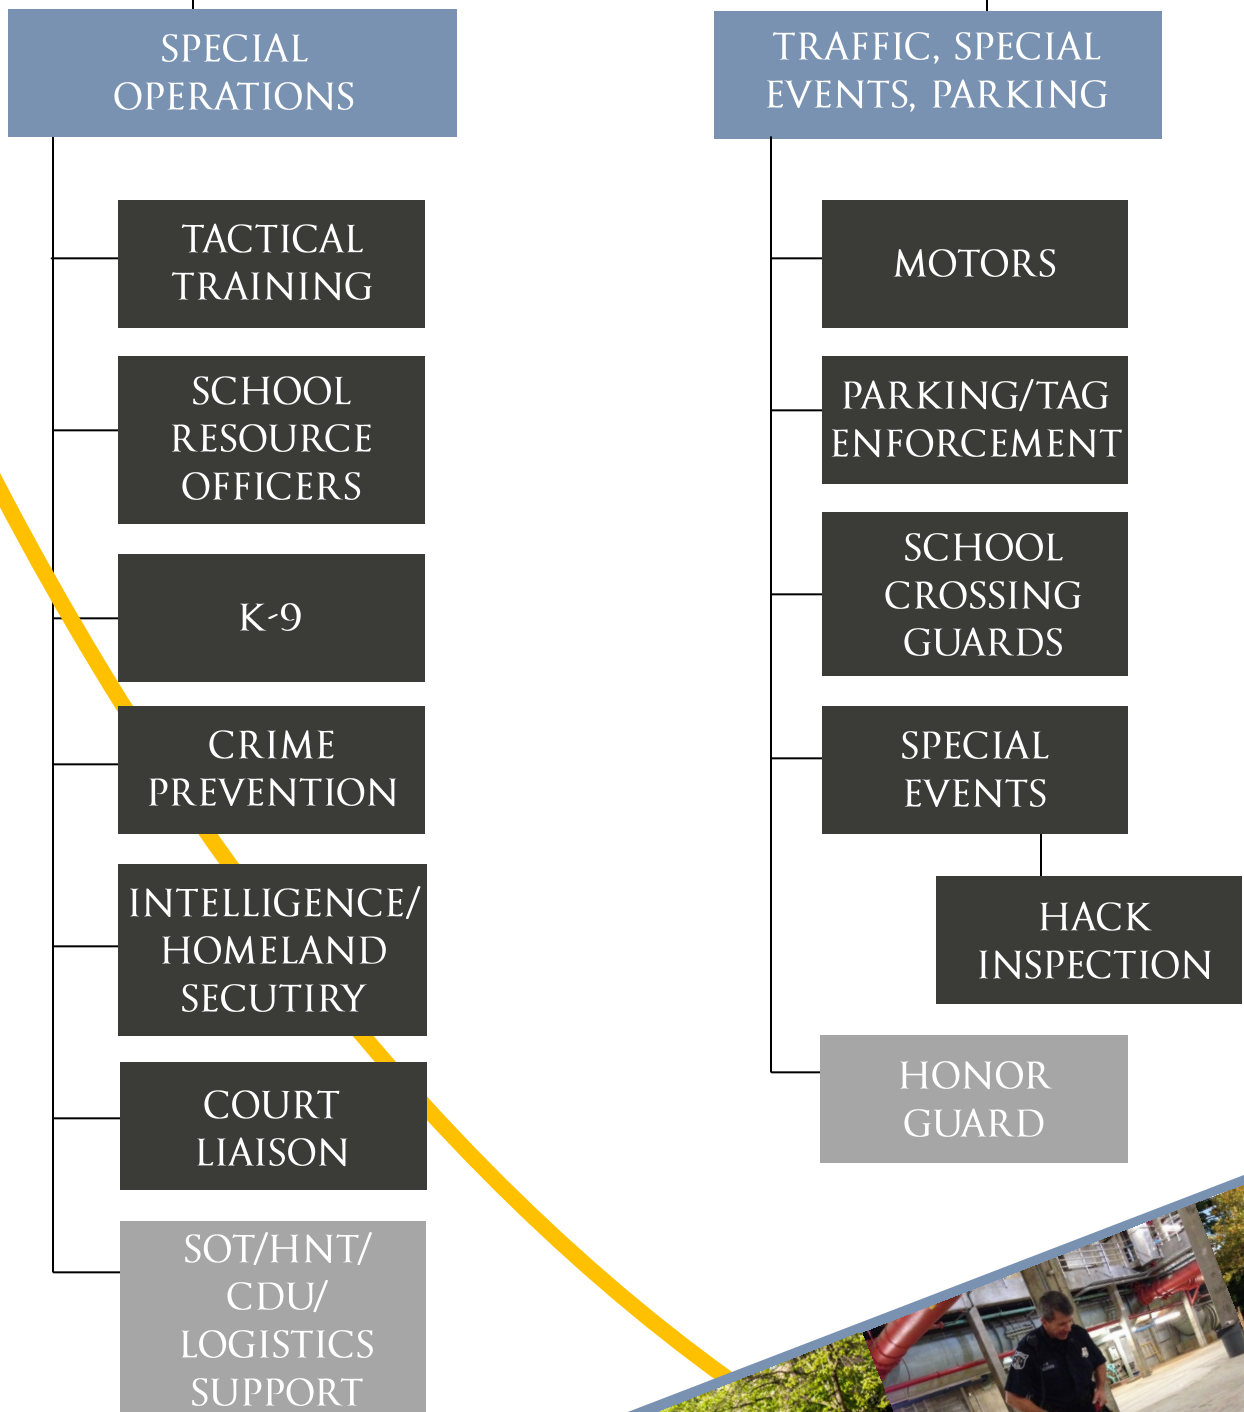 SPECIAL
OPERATIONS
TACTICAL
TRAINING
SCHOOL
RESOURCE
OFFICERS
K-9
CRIME
PREVENTION
INTELLIGENCE/
HOMELAND
SECUTIRY
COURT
LIAISON
SOT/HNT/
CDU/
LOGISTICS
SUPPORT
TRAFFIC, SPECIAL
EVENTS, PARKING
MOTORS
PARKING/TAG
ENFORCEMENT
SCHOOL
CROSSING
GUARDS
SPECIAL
EVENTS
HACK
INSPECTION
HONOR
GUARD